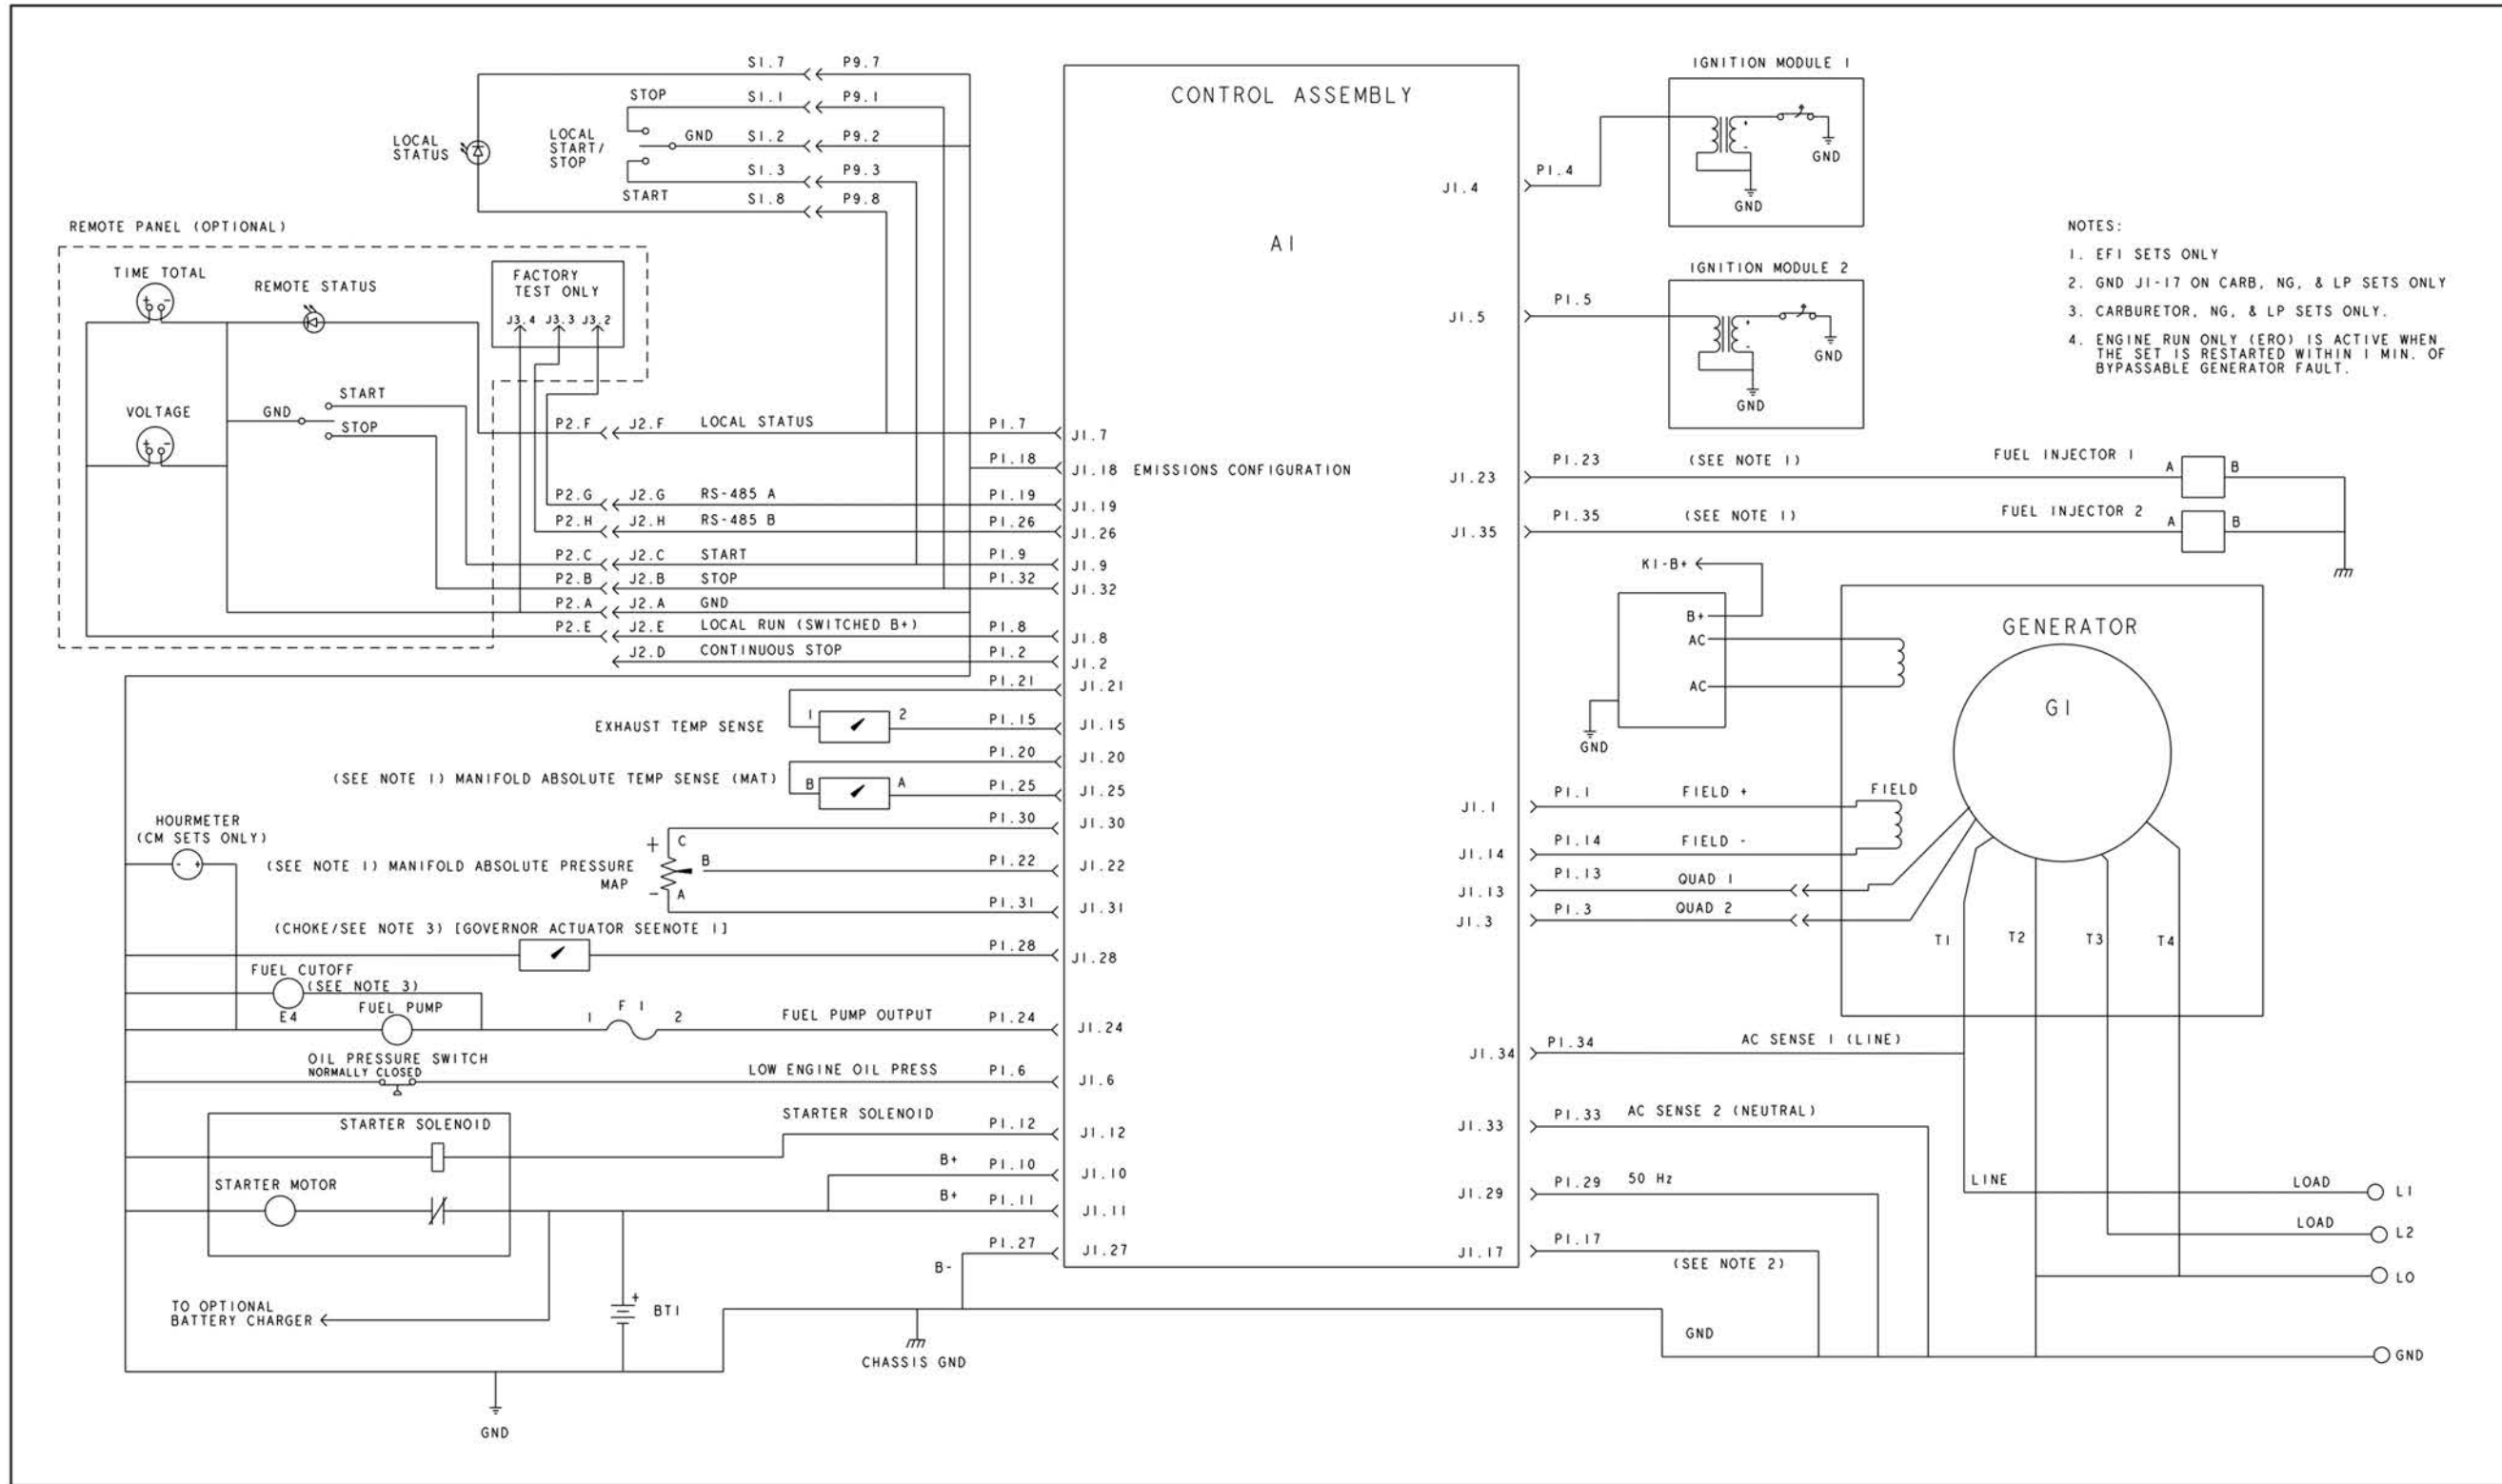 S1.7 P9.7
STOP S1.1 P9.1
LOCAL
START/
STOP
GND S1.2 P9.2
LOCAL
STATUS
S1.3 P9.3
START S1.8 P9.8
REMOTE PANEL (OPTIONAL)
TIME TOTAL
REMOTE STATUS
FACTORY
TEST ONLY
J3.4 J3.3 J3.2
+ -
START
GND
STOP
VOLTAGE
+ -
P2.F J2.F LOCAL STATUS P1.7
P1.18
P2.G J2.G RS-485 A P1.19
P2.H J2.H RS-485 B P1.26
P2.C J2.C START P1.9
P2.B J2.B STOP P1.32
P2.A J2.A GND
P2.E J2.E LOCAL RUN (SWITCHED B+) P1.8
J2.D CONTINUOUS STOP P1.2
P1.21
EXHAUST TEMP SENSE 1 2 P1.15
P1.20
(SEE NOTE 1) MANIFOLD ABSOLUTE TEMP SENSE (MAT) B A P1.25
HOURMETER
(CM SETS ONLY)
- +
P1.30
+ C
(SEE NOTE 1) MANIFOLD ABSOLUTE PRESSURE
MAP
B P1.22
- A
P1.31
(CHOKE/SEE NOTE 3) [GOVERNOR ACTUATOR SEENOTE 1]
P1.28
FUEL CUTOFF
(SEE NOTE 3)
E4
FUEL PUMP
F 1
1 2 FUEL PUMP OUTPUT P1.24
OIL PRESSURE SWITCH
NORMALLY CLOSED
LOW ENGINE OIL PRESS P1.6
STARTER SOLENOID
STARTER SOLENOID P1.12
STARTER MOTOR
B+ P1.10
B+ P1.11
P1.27
B-
TO OPTIONAL
BATTERY CHARGER
+
BT1
CHASSIS GND
GND
CONTROL ASSEMBLY
A1
J1.7
J1.18 EMISSIONS CONFIGURATION
J1.19
J1.26
J1.9
J1.32
J1.8
J1.2
J1.21
J1.15
J1.20
J1.25
J1.30
J1.22
J1.31
J1.28
J1.24
J1.6
J1.12
J1.10
J1.11
J1.27
J1.4
J1.5
J1.23
J1.35
J1.1
J1.14
J1.13
J1.3
J1.34
J1.33
J1.29
J1.17
IGNITION MODULE 1
+
-
GND
GND
P1.4
IGNITION MODULE 2
+
-
GND
GND
P1.5
NOTES:
1. EFI SETS ONLY
2. GND J1-17 ON CARB, NG, & LP SETS ONLY
3. CARBURETOR, NG, & LP SETS ONLY.
4. ENGINE RUN ONLY (ERO) IS ACTIVE WHEN
THE SET IS RESTARTED WITHIN 1 MIN. OF
BYPASSABLE GENERATOR FAULT.
P1.23 (SEE NOTE 1) FUEL INJECTOR 1 A B
P1.35 (SEE NOTE 1) FUEL INJECTOR 2 A B
K1-B+
B+
AC
AC
GND
GENERATOR
G1
P1.1 FIELD + FIELD
P1.14 FIELD -
P1.13 QUAD 1
P1.3 QUAD 2
T1 T2 T3 T4
P1.34 AC SENSE 1 (LINE)
P1.33 AC SENSE 2 (NEUTRAL)
P1.29 50 Hz
LINE LOAD L1
LOAD L2
P1.17
(SEE NOTE 2)
LO
GND
GND